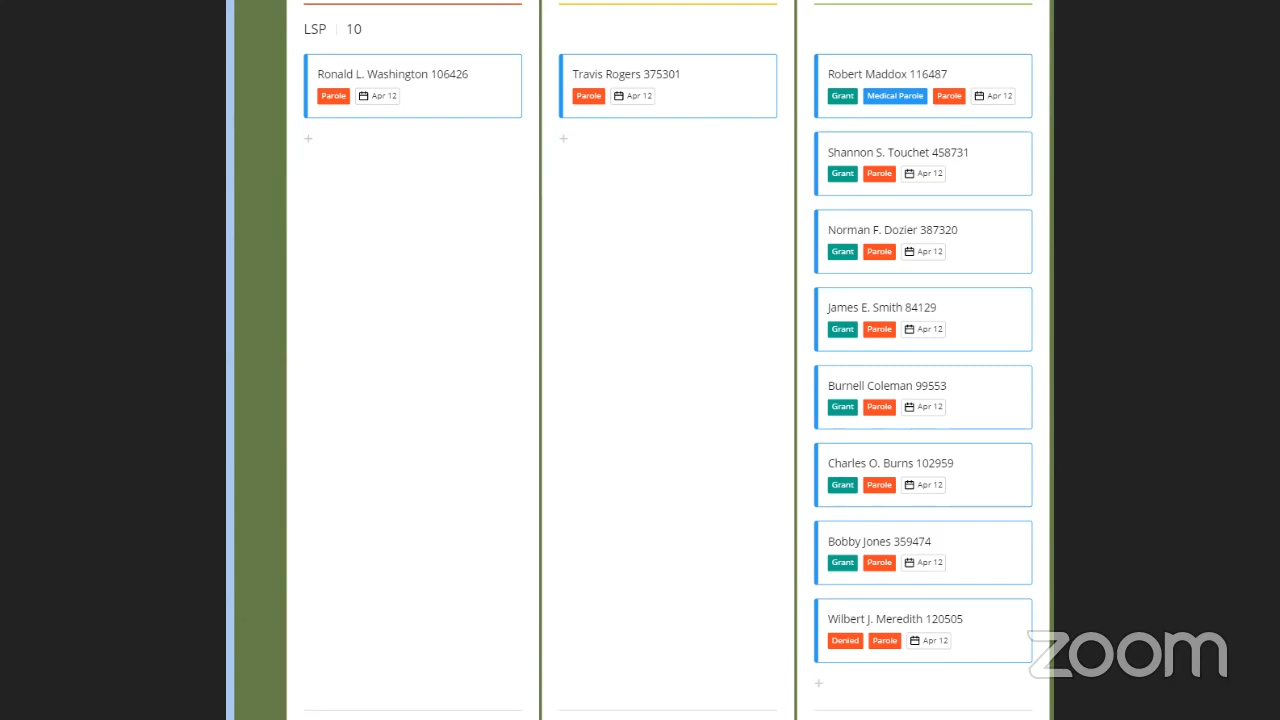 LSP 10
Ronald L. Washington 106426
Parole Apr 12
+
Travis Rogers 375301
Parole Apr 12
+
Robert Maddox 116487
Grant Medical Parole Parole Apr 12
Shannon S. Touchet 458731
Grant Parole Apr 12
Norman F. Dozier 387320
Grant Parole Apr 12
James E. Smith 84129
Grant Parole Apr 12
Burnell Coleman 99553
Grant Parole Apr 12
Charles O. Burns 102959
Grant Parole Apr 12
Bobby Jones 359474
Grant Parole Apr 12
Wilbert J. Meredith 120505
Denied Parole Apr 12
+
zoom